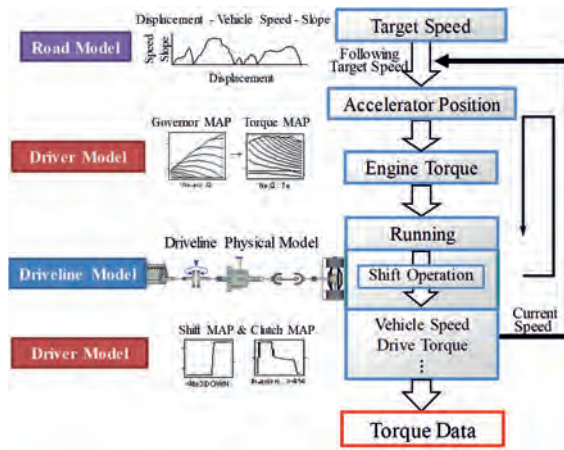 Displacement - Vehicle Speed - Slope
Road Model
Speed
Slope
Displacement
Target Speed
Following
Target Speed
Accelerator Position
Governor MAP
Torque MAP
Driver Model
Engine Torque
Running
Driveline Physical Model
Driveline Model
Shift Operation
Current
Speed
Shift MAP & Clutch MAP
Driver Model
Vehicle Speed
Drive Torque
⋮
Torque Data